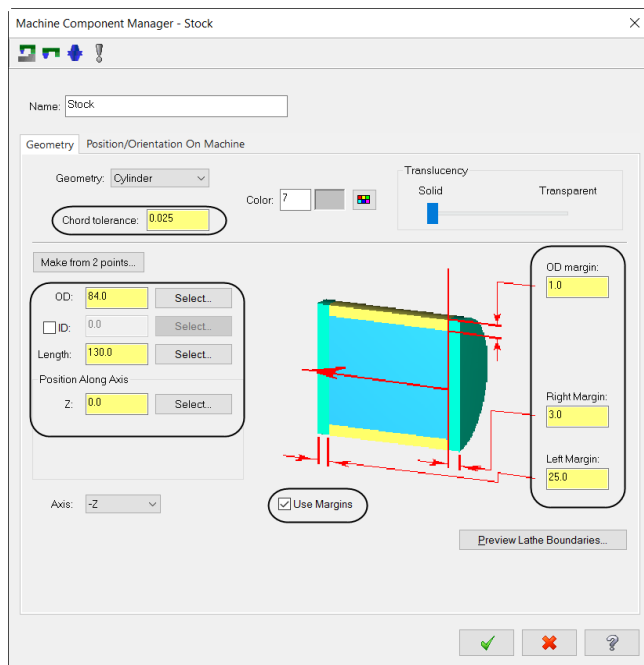 Machine Component Manager - Stock
Name: Stock
Geometry Position/Orientation On Machine
Geometry: Cylinder
Chord tolerance: 0.025
Color: 7
Translucency
Solid Transparent
Make from 2 points...
OD: 84.0 Select...
ID: 0.0 Select...
Length: 130.0 Select...
Position Along Axis
Z: 0.0 Select...
Axis: -Z
Use Margins
OD margin:
1.0
Right Margin:
3.0
Left Margin:
25.0
Preview Lathe Boundaries...